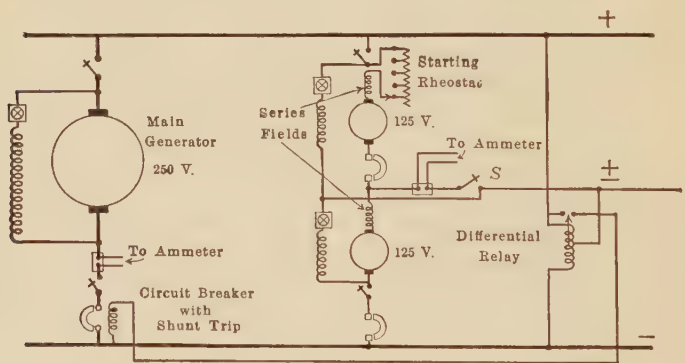 +
Starting
Rheostat
Main
Generator
250 V.
Series
Fields
125 V.
To Ammeter
S
±
125 V.
Differential
Relay
To Ammeter
Circuit Breaker
with
Shunt Trip
−